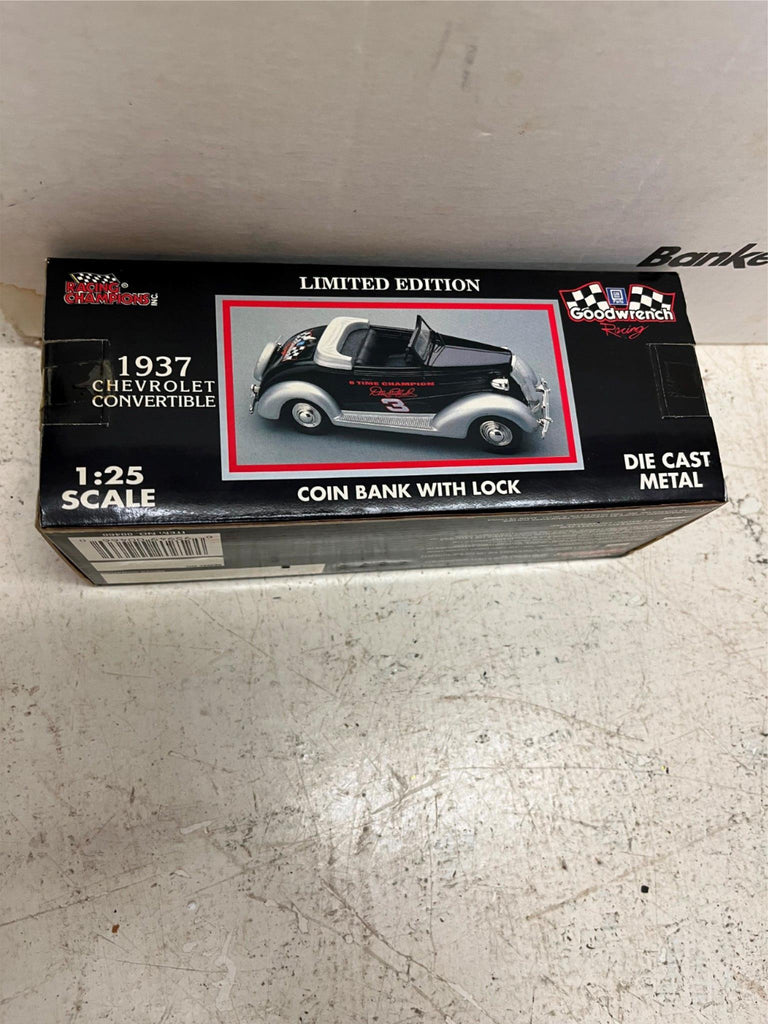 Banke
RACING
CHAMPIONS INC.
LIMITED EDITION
GM
Goodwrench
Racing
1937
CHEVROLET
CONVERTIBLE
6 TIME CHAMPION
3
1:25
SCALE
COIN BANK WITH LOCK
DIE CAST
METAL